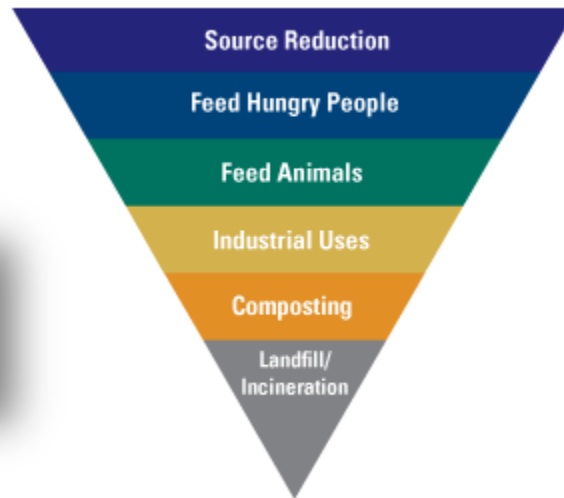 Source Reduction
Feed Hungry People
Feed Animals
Industrial Uses
Composting
Landfill/
Incineration